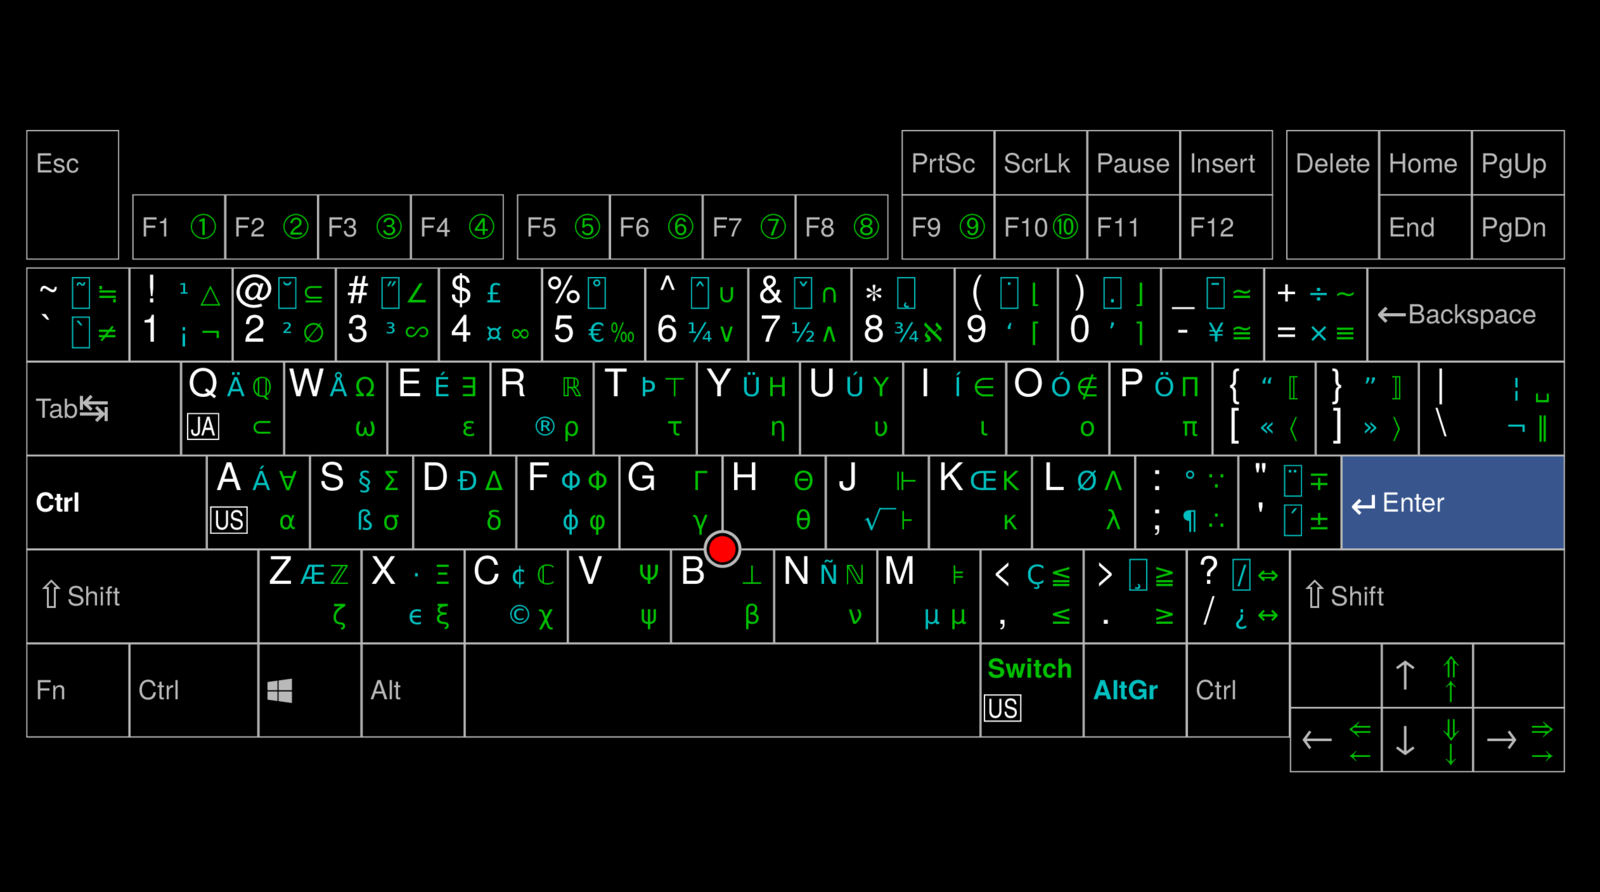 Esc PrtSc ScrLk Pause Insert Delete Home PgUp
F1 ① F2 ② F3 ③ F4 ④ F5 ⑤ F6 ⑥ F7 ⑦ F8 ⑧ F9 ⑨ F10 ⑩ F11 F12 End PgDn
~ ˜ ≒ ! ¹ △ @ ˘ ⊆ # ˝ ∠ $ £ % ˚ ^ ˆ ∪ & ˇ ∩ * ˛ ( ˙ ⌊ ) . ⌋ _ ¯ ≃ + ÷ ∼ ←Backspace
` ` ≠ 1 ¡ ¬ 2 ² ∅ 3 ³ ∽ 4 ¤ ∞ 5 € ‰ 6 ¼ ∨ 7 ½ ∧ 8 ¾ ℵ 9 ‘ ⌈ 0 ’ ⌉ - ¥ ≅ = × ≡
Tab↹ Q Ä ℚ W Å Ω E É ∃ R ℝ T Þ ⊤ Y Ü Η U Ú Υ I Í ∈ O Ó ∉ P Ö Π { “ ⟦ } ” ⟧ | ¦ ␣
JA ⊂ ω ε ® ρ τ η υ ι ο π [ « 〈 ] » 〉 \ ¬ ∥
Ctrl A Á ∀ S § Σ D Ð Δ F Φ Φ G Γ H Θ J ⊩ K Œ Κ L Ø Λ : ° ∵ " ¨ ∓ ↵ Enter
US α ß σ δ ϕ φ γ θ √ ⊦ κ λ ; ¶ ∴ ' ´ ±
⇧ Shift Z Æ ℤ X · Ξ C ¢ ℂ V Ψ B ⊥ N Ñ ℕ M ⊧ < Ç ≦ > ¸ ≧ ? / ⇔ ⇧ Shift
ζ ϵ ξ © χ ψ β ν µ μ , ≤ . ≥ / ¿ ⇔
Fn Ctrl Alt Switch AltGr Ctrl ↑ ⇑
US ↑
← ⇐ ↓ ⇓ → ⇒
← ↓ →